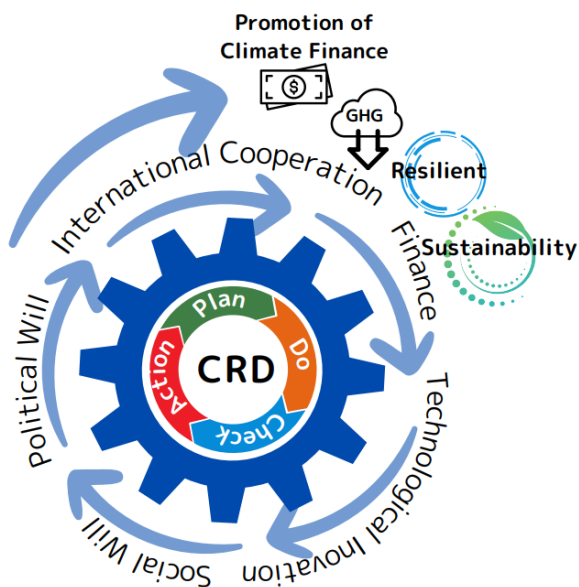 Promotion of
Climate Finance
GHG
Resilient
Sustainability
International Cooperation
Finance
Technological Inovation
Social Will
Political Will
Plan
Do
Check
Action
CRD